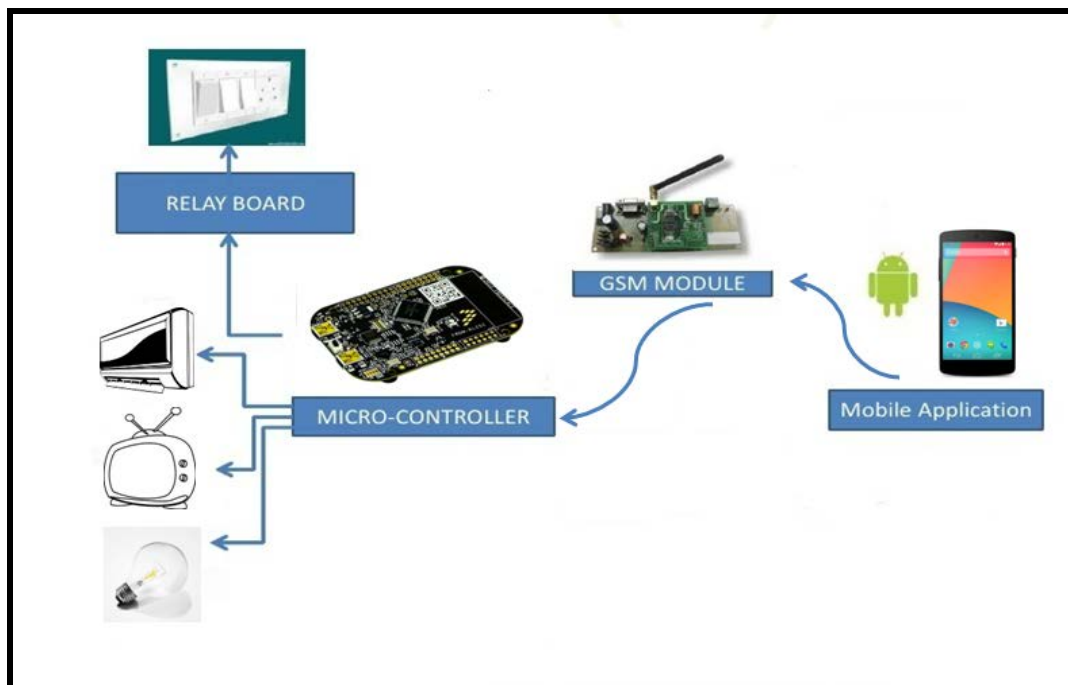 RELAY BOARD
GSM MODULE
MICRO-CONTROLLER
Mobile Application